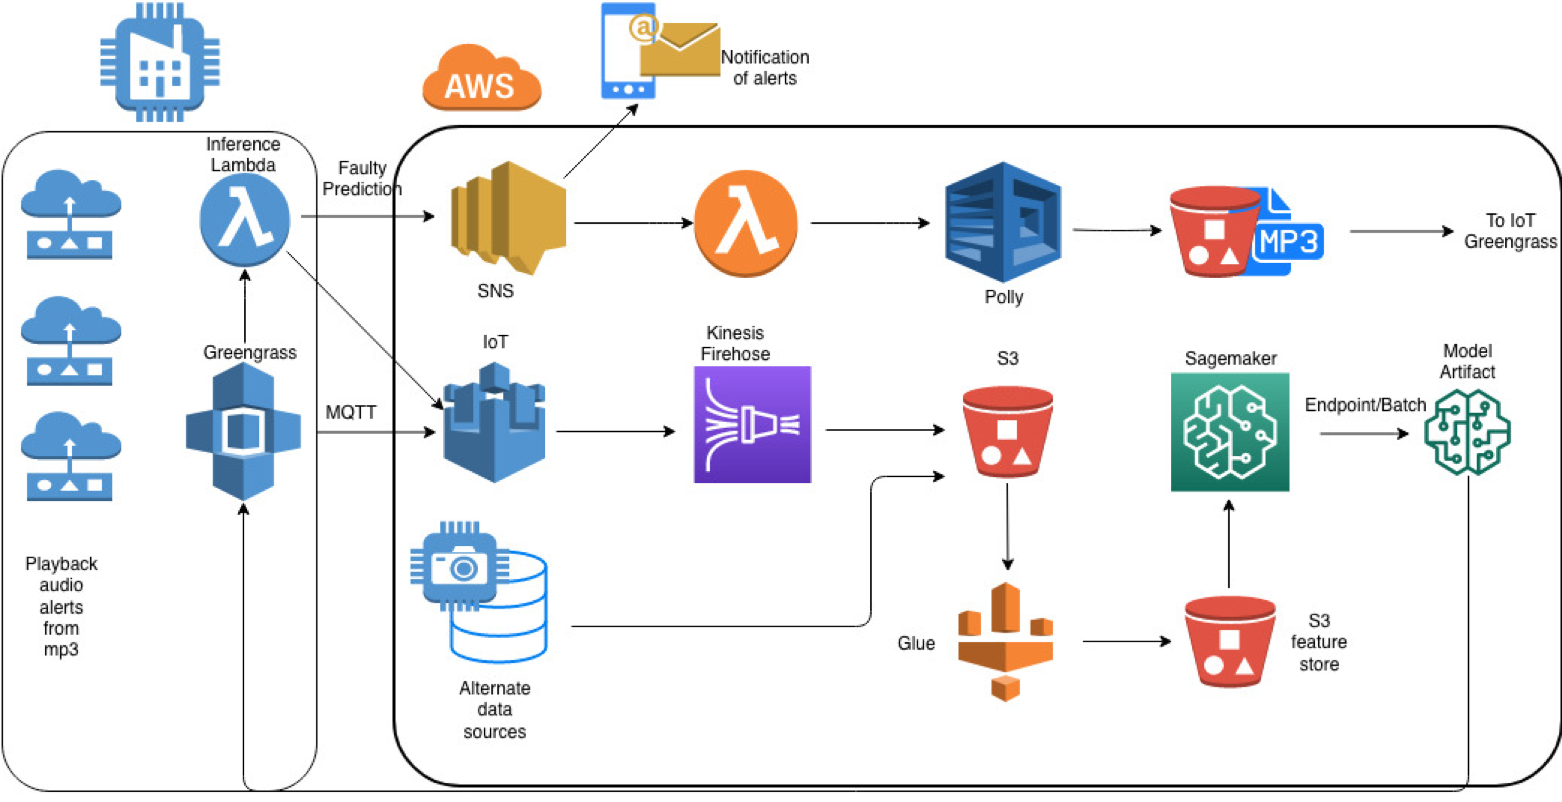 AWS
@
Notification
of alerts
Inference
Lambda
λ
Faulty
Prediction
SNS
λ
Polly
MP3
To IoT
Greengrass
Greengrass
MQTT
IoT
Kinesis
Firehose
S3
Sagemaker
Endpoint/Batch
Model
Artifact
Playback
audio
alerts
from
mp3
Alternate
data
sources
Glue
S3
feature
store